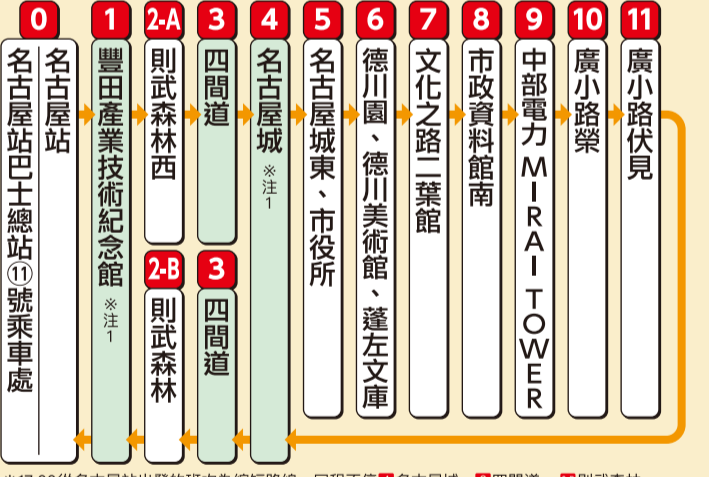 0
名古屋站
名古屋站巴士總站⑪號乘車處
1
豐田產業技術紀念館 ※注1
2-A
則武森林西
3
四間道
2-B
則武森林
3
四間道
4
名古屋城 ※注1
5
名古屋城東、市役所
6
德川園、德川美術館、蓬左文庫
7
文化之路二葉館
8
市政資料館南
9
中部電力 MIRAI TOWER
10
廣小路榮
11
廣小路伏見